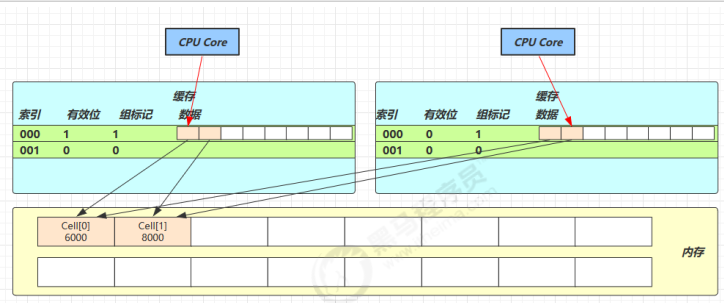 CPU Core
CPU Core
缓存
索引 有效位 组标记 数据
000 1 1
001 0 0
缓存
索引 有效位 组标记 数据
000 0 1
001 0 0
Cell[0]
6000
Cell[1]
8000
内存
黑马程序员